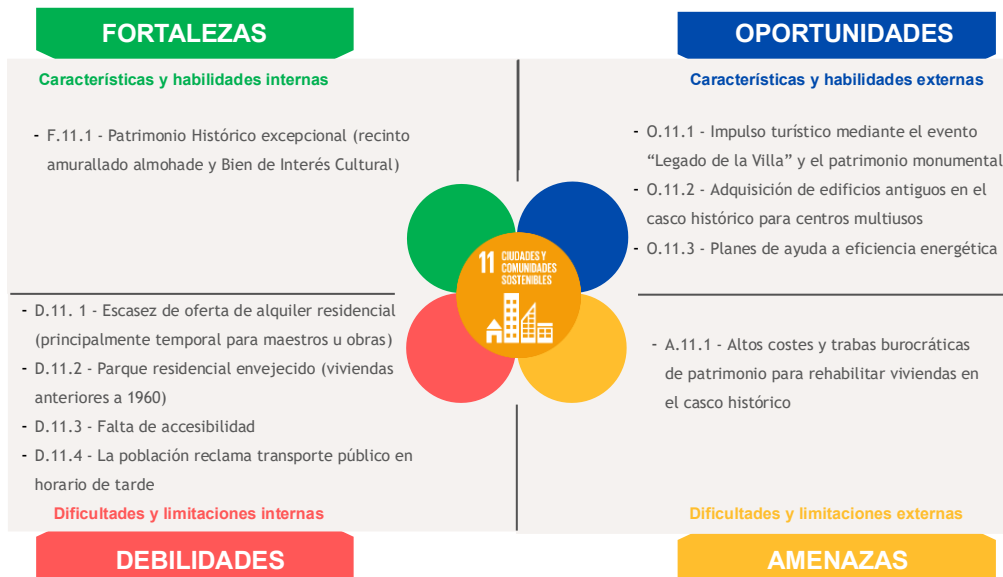 FORTALEZAS
Características y habilidades internas
- F.11.1 - Patrimonio Histórico excepcional (recinto
amurallado almohade y Bien de Interés Cultural)
OPORTUNIDADES
Características y habilidades externas
- O.11.1 - Impulso turístico mediante el evento
“Legado de la Villa” y el patrimonio monumental
- O.11.2 - Adquisición de edificios antiguos en el
casco histórico para centros multiusos
- O.11.3 - Planes de ayuda a eficiencia energética
11 CIUDADES Y
COMUNIDADES
SOSTENIBLES
- D.11. 1 - Escasez de oferta de alquiler residencial
(principalmente temporal para maestros u obras)
- D.11.2 - Parque residencial envejecido (viviendas
anteriores a 1960)
- D.11.3 - Falta de accesibilidad
- D.11.4 - La población reclama transporte público en
horario de tarde
Dificultades y limitaciones internas
DEBILIDADES
- A.11.1 - Altos costes y trabas burocráticas
de patrimonio para rehabilitar viviendas en
el casco histórico
Dificultades y limitaciones externas
AMENAZAS